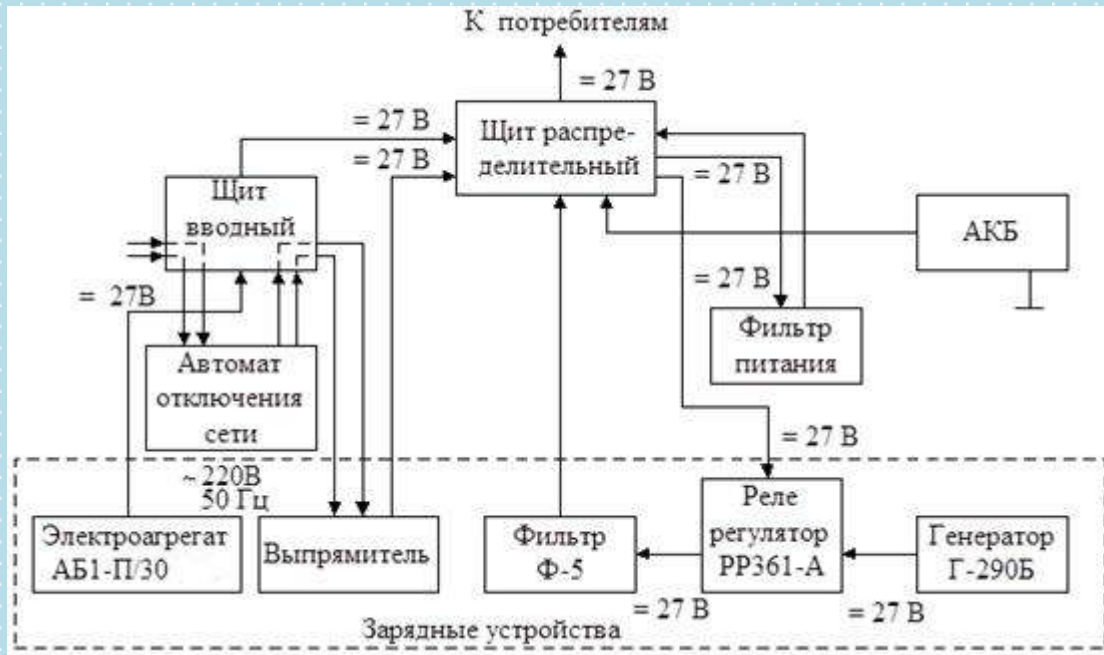 К потребителям
= 27 В
= 27 В
Щит распре-
делительный
= 27 В
= 27 В
Щит
вводный
АКБ
= 27В
= 27 В
Фильтр
питания
Автомат
отключения
сети
= 27 В
~ 220В
50 Гц
Электроагрегат
АБ1-П/30
Выпрямитель
Фильтр
Ф-5
Реле
регулятор
РР361-А
Генератор
Г-290Б
= 27 В
= 27 В
Зарядные устройства